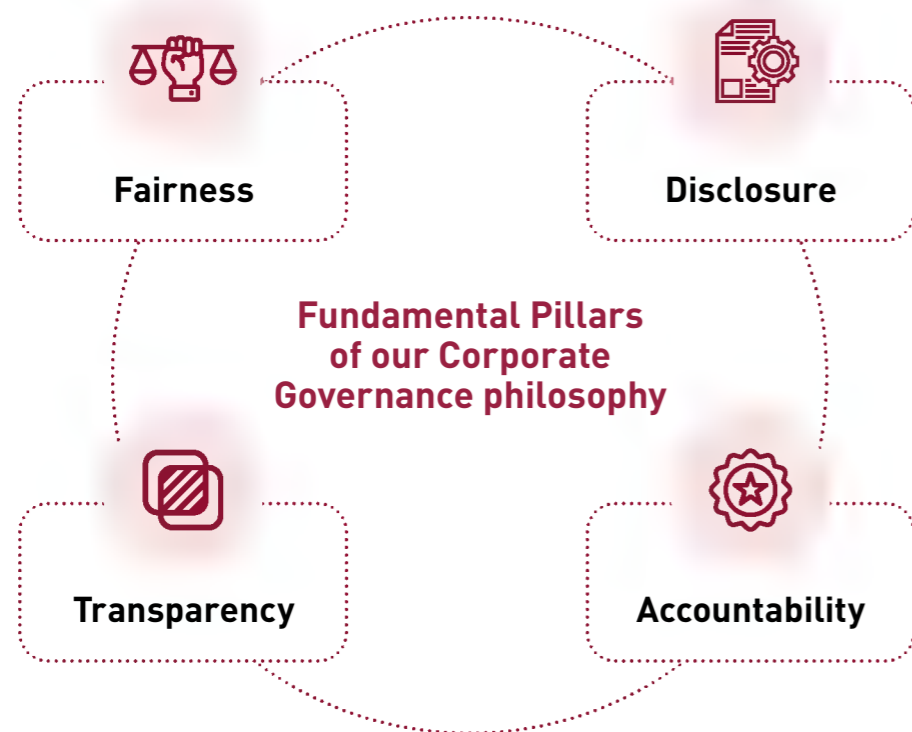 Fairness
Disclosure
Fundamental Pillars
of our Corporate
Governance philosophy
Transparency
Accountability